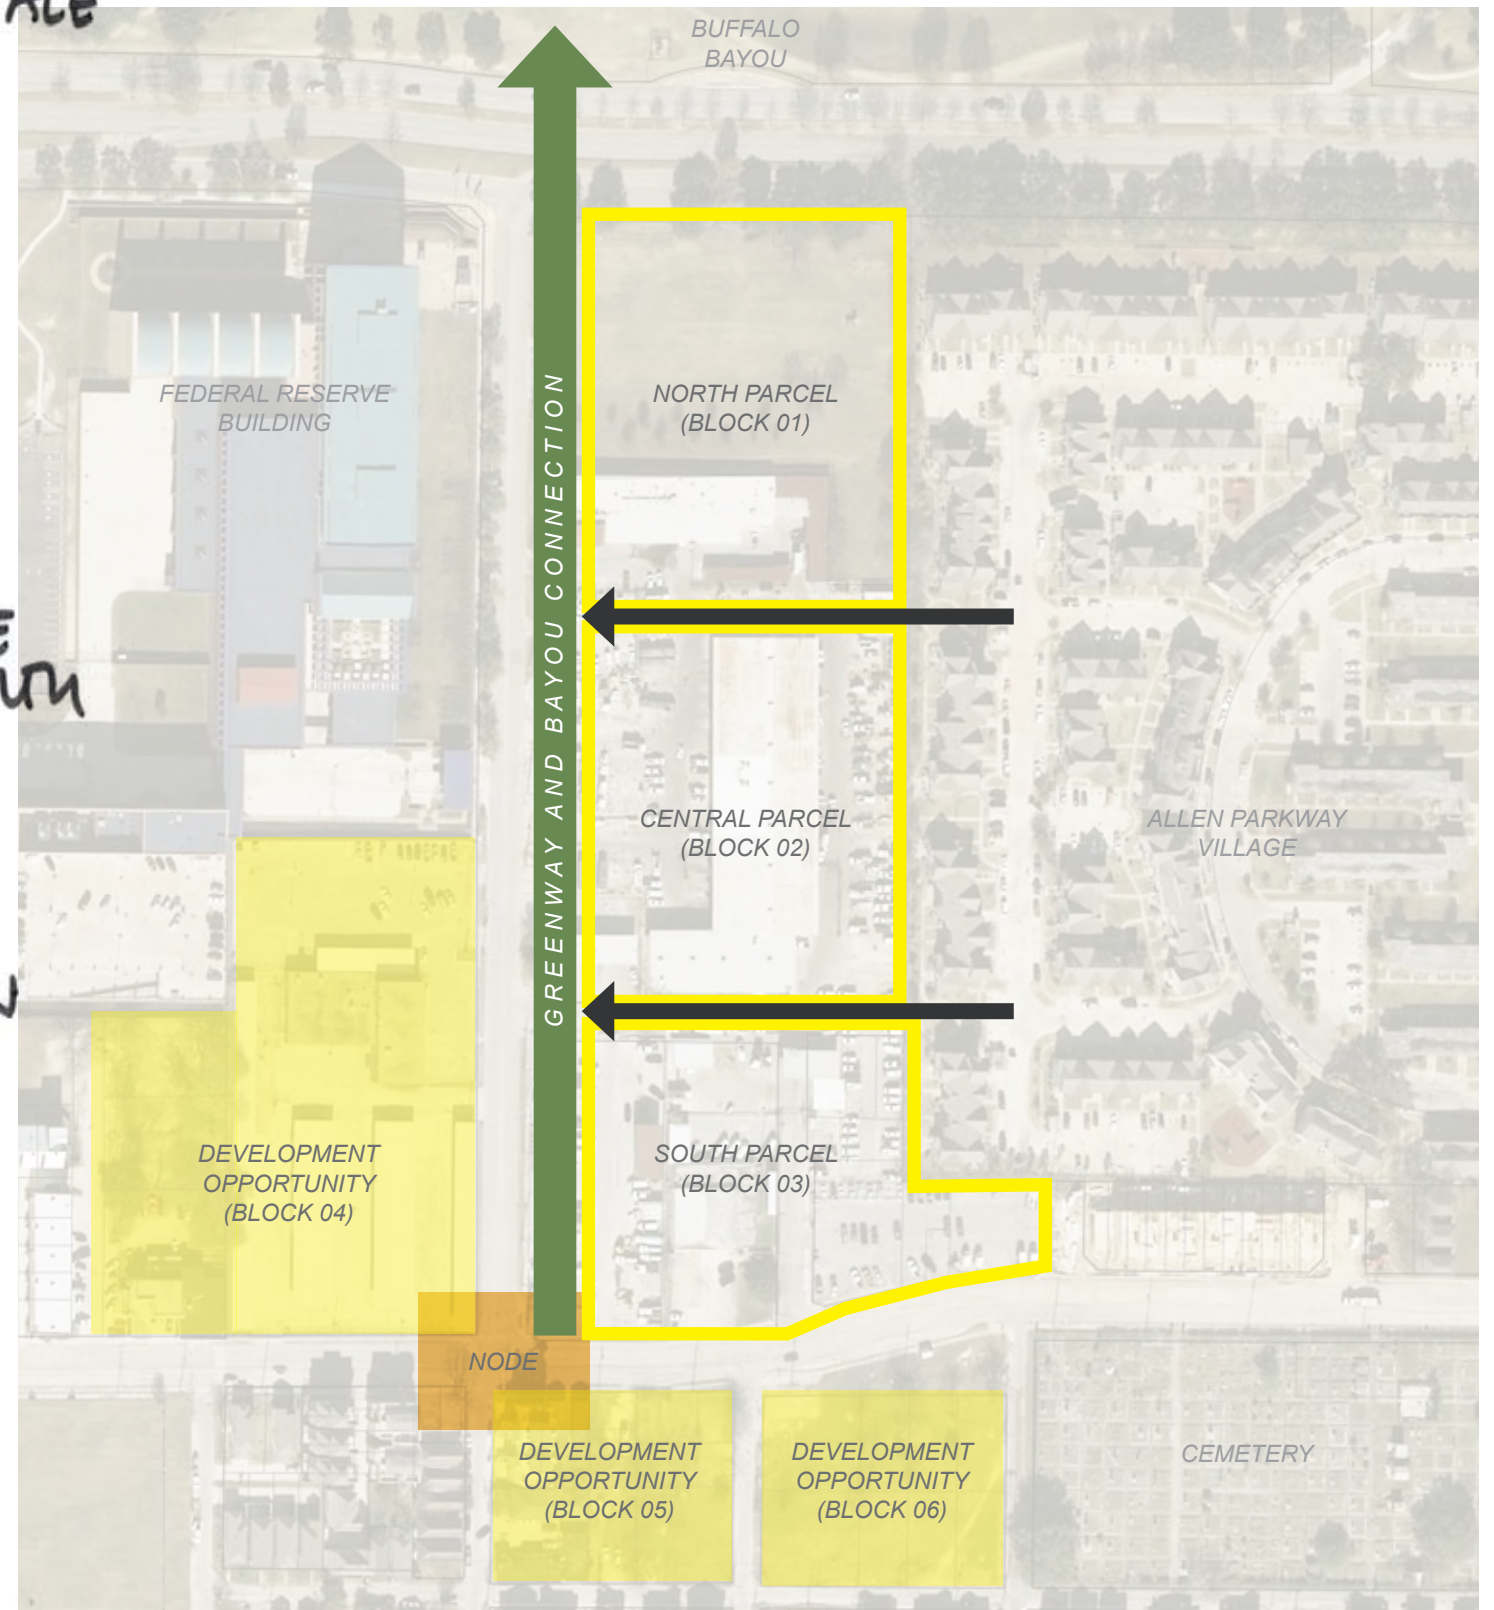 BUFFALO
BAYOU
FEDERAL RESERVE
BUILDING
NORTH PARCEL
(BLOCK 01)
GREENWAY AND BAYOU CONNECTION
CENTRAL PARCEL
(BLOCK 02)
ALLEN PARKWAY
VILLAGE
DEVELOPMENT
OPPORTUNITY
(BLOCK 04)
SOUTH PARCEL
(BLOCK 03)
NODE
DEVELOPMENT
OPPORTUNITY
(BLOCK 05)
DEVELOPMENT
OPPORTUNITY
(BLOCK 06)
CEMETERY